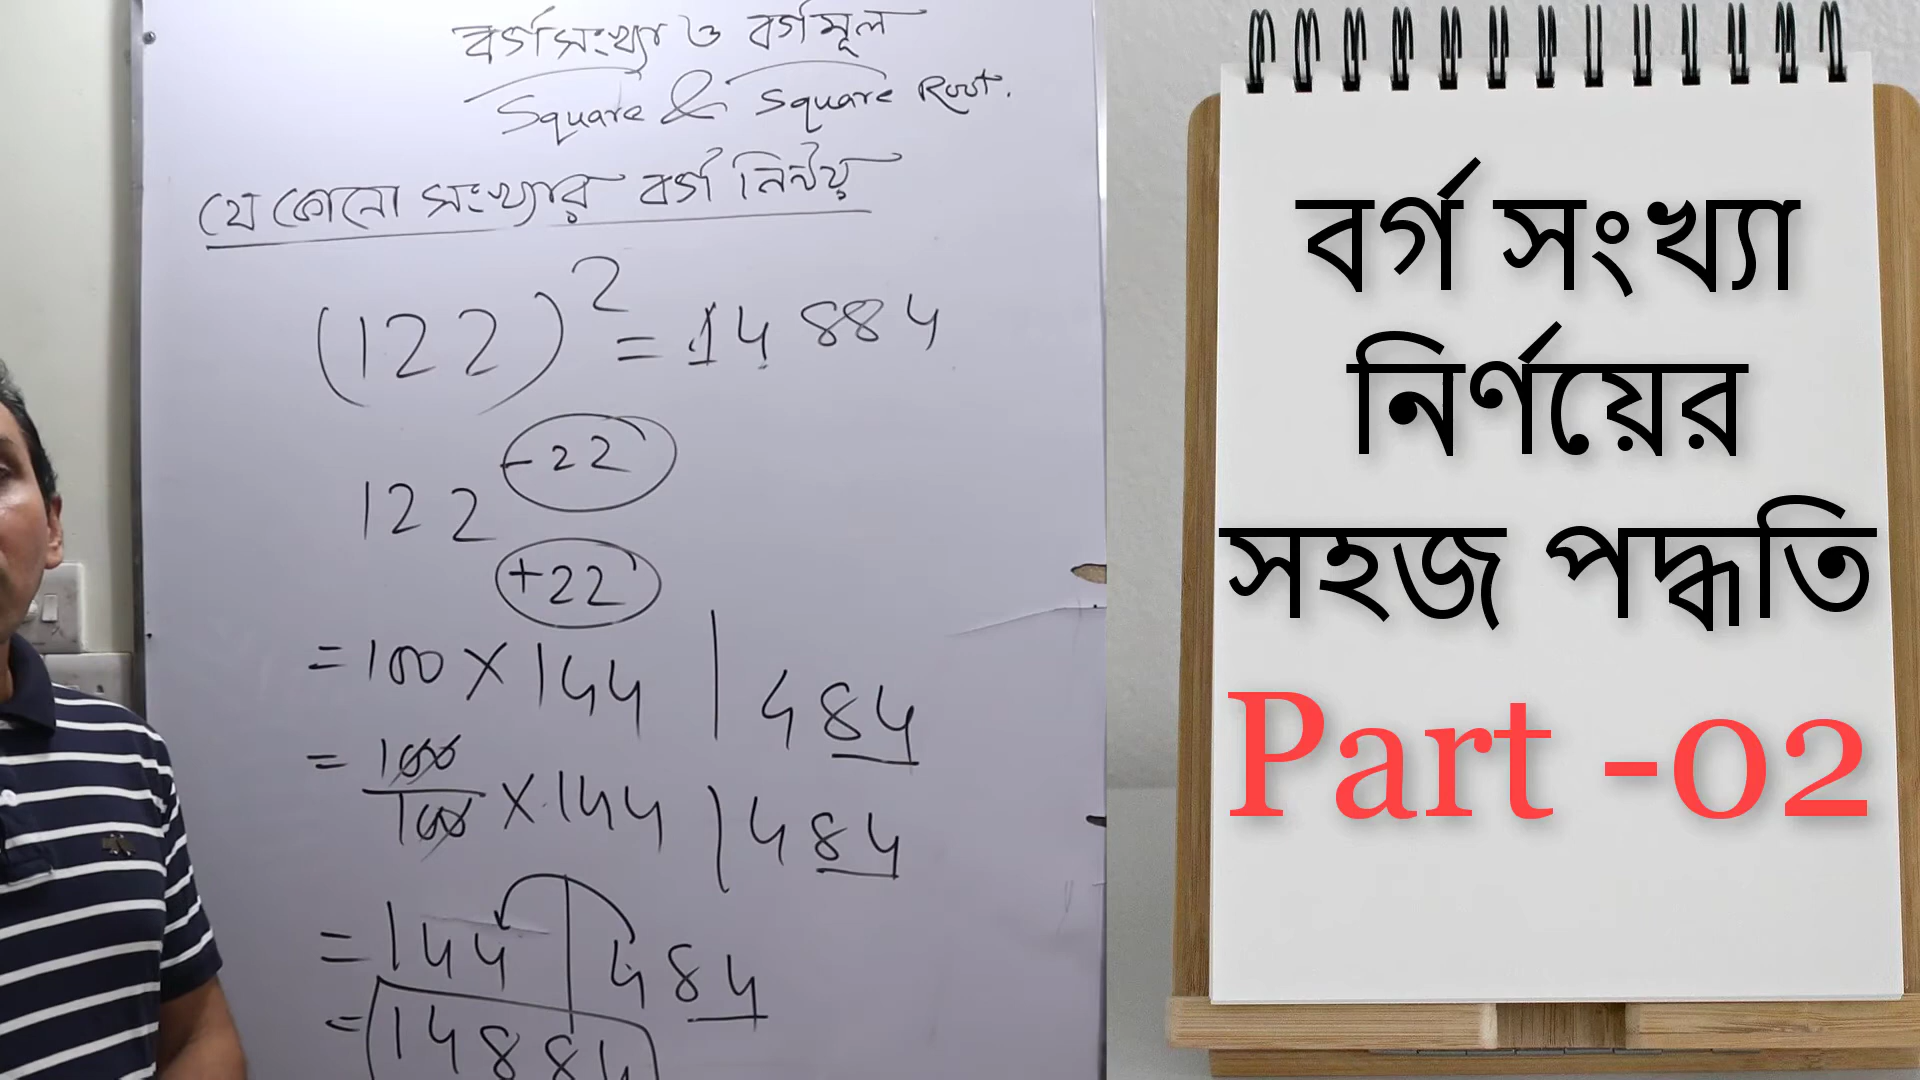 বর্গসংখ্যা ও বর্গমূল
Square & Square Root.
যে কোনো সংখ্যার বর্গ নির্ণয়
(122)² = 14884
-22
122
+22
= 100 × 144 | 484
= 100/100 × 144 | 484
= 144 | 484
= 14884
বর্গ সংখ্যা
নির্ণয়ের
সহজ পদ্ধতি
Part -02